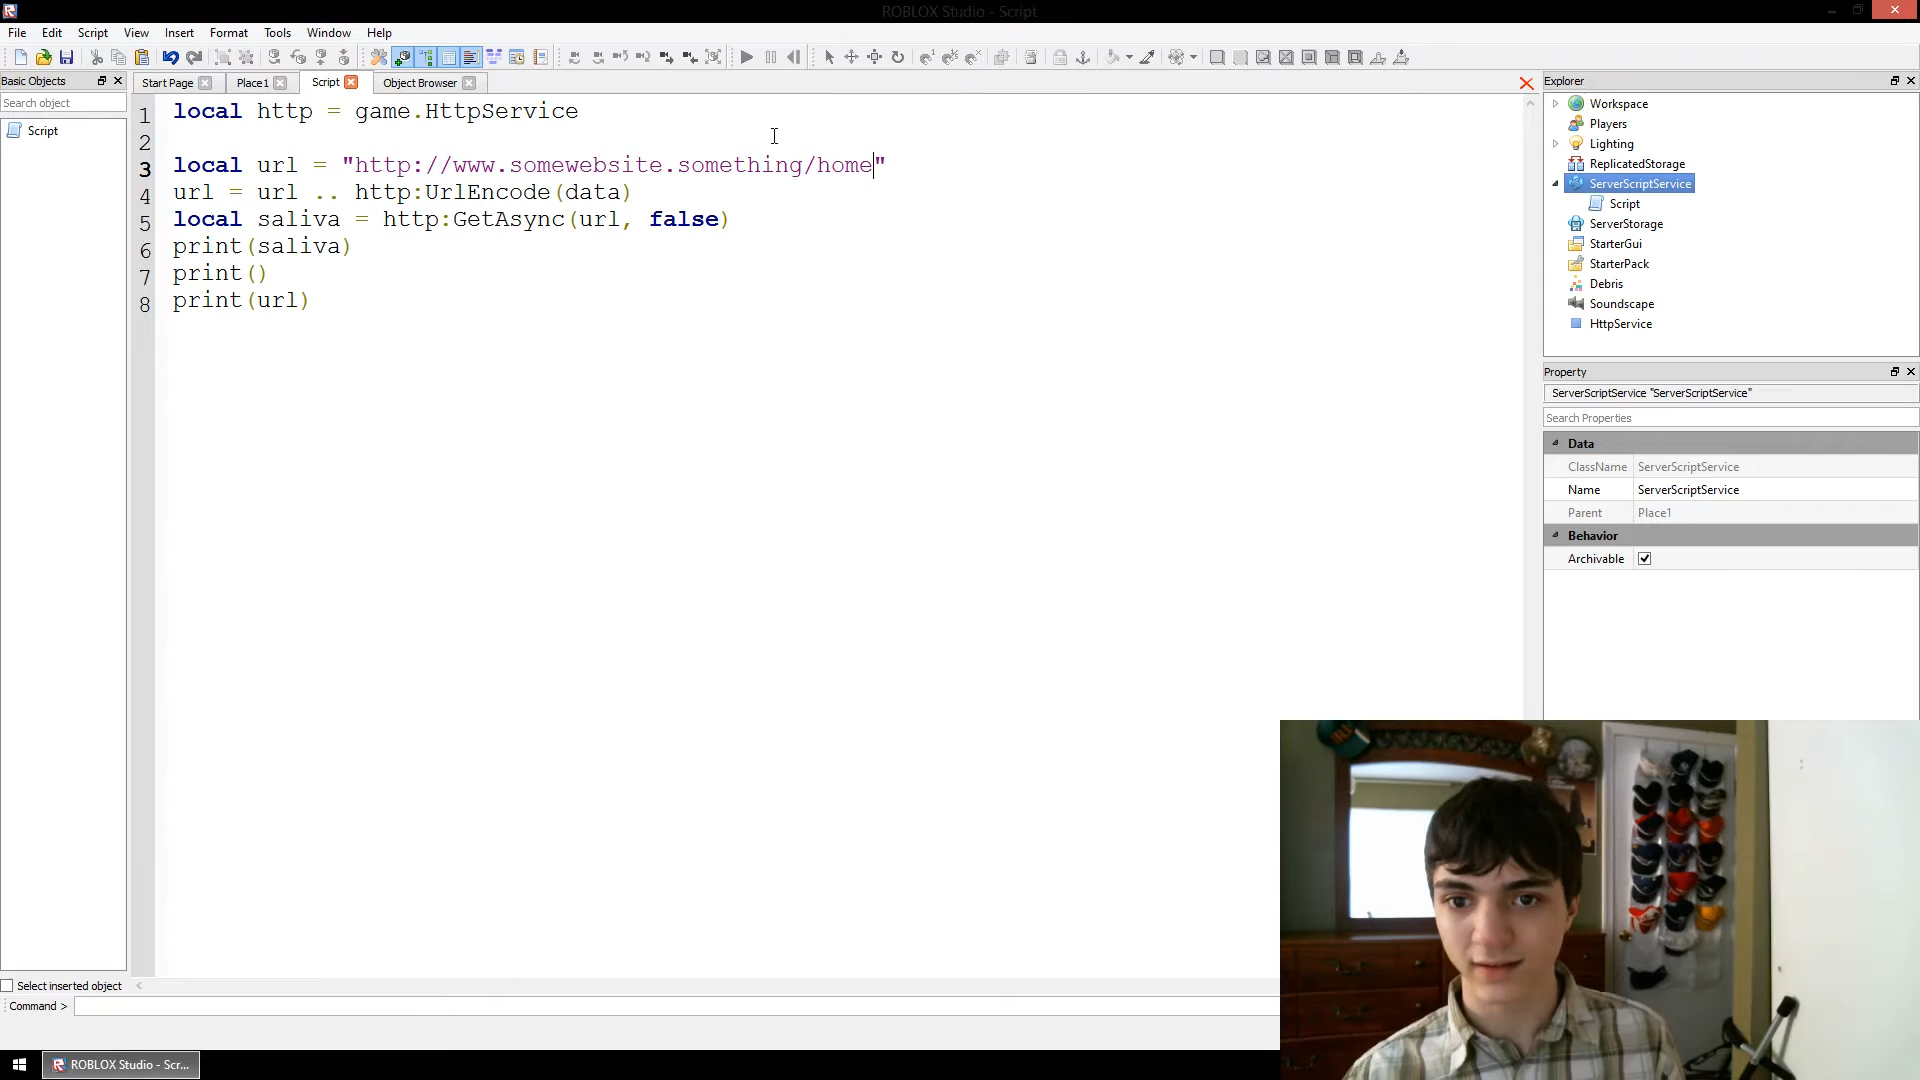 ROBLOX Studio - Script
File Edit Script View Insert Format Tools Window Help
Basic Objects
Start Page Place1 Script Object Browser
Search object
Script
1 local http = game.HttpService
2
3 local url = "http://www.somewebsite.something/home"
4 url = url .. http:UrlEncode(data)
5 local saliva = http:GetAsync(url, false)
6 print(saliva)
7 print()
8 print(url)
Explorer
Workspace
Players
Lighting
ReplicatedStorage
ServerScriptService
Script
ServerStorage
StarterGui
StarterPack
Debris
Soundscape
HttpService
Property
ServerScriptService "ServerScriptService"
Search Properties
Data
ClassName ServerScriptService
Name ServerScriptService
Parent Place1
Behavior
Archivable
Select inserted object
Command >
ROBLOX Studio - Scr...